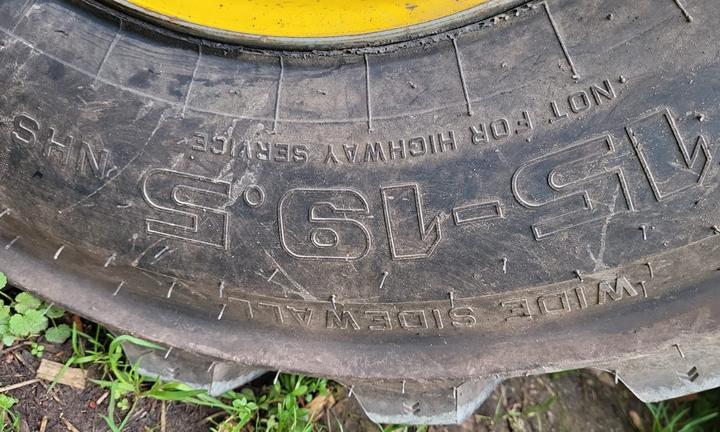 WIDE SIDEWALL
15-19.5 NHS
NOT FOR HIGHWAY SERVICE